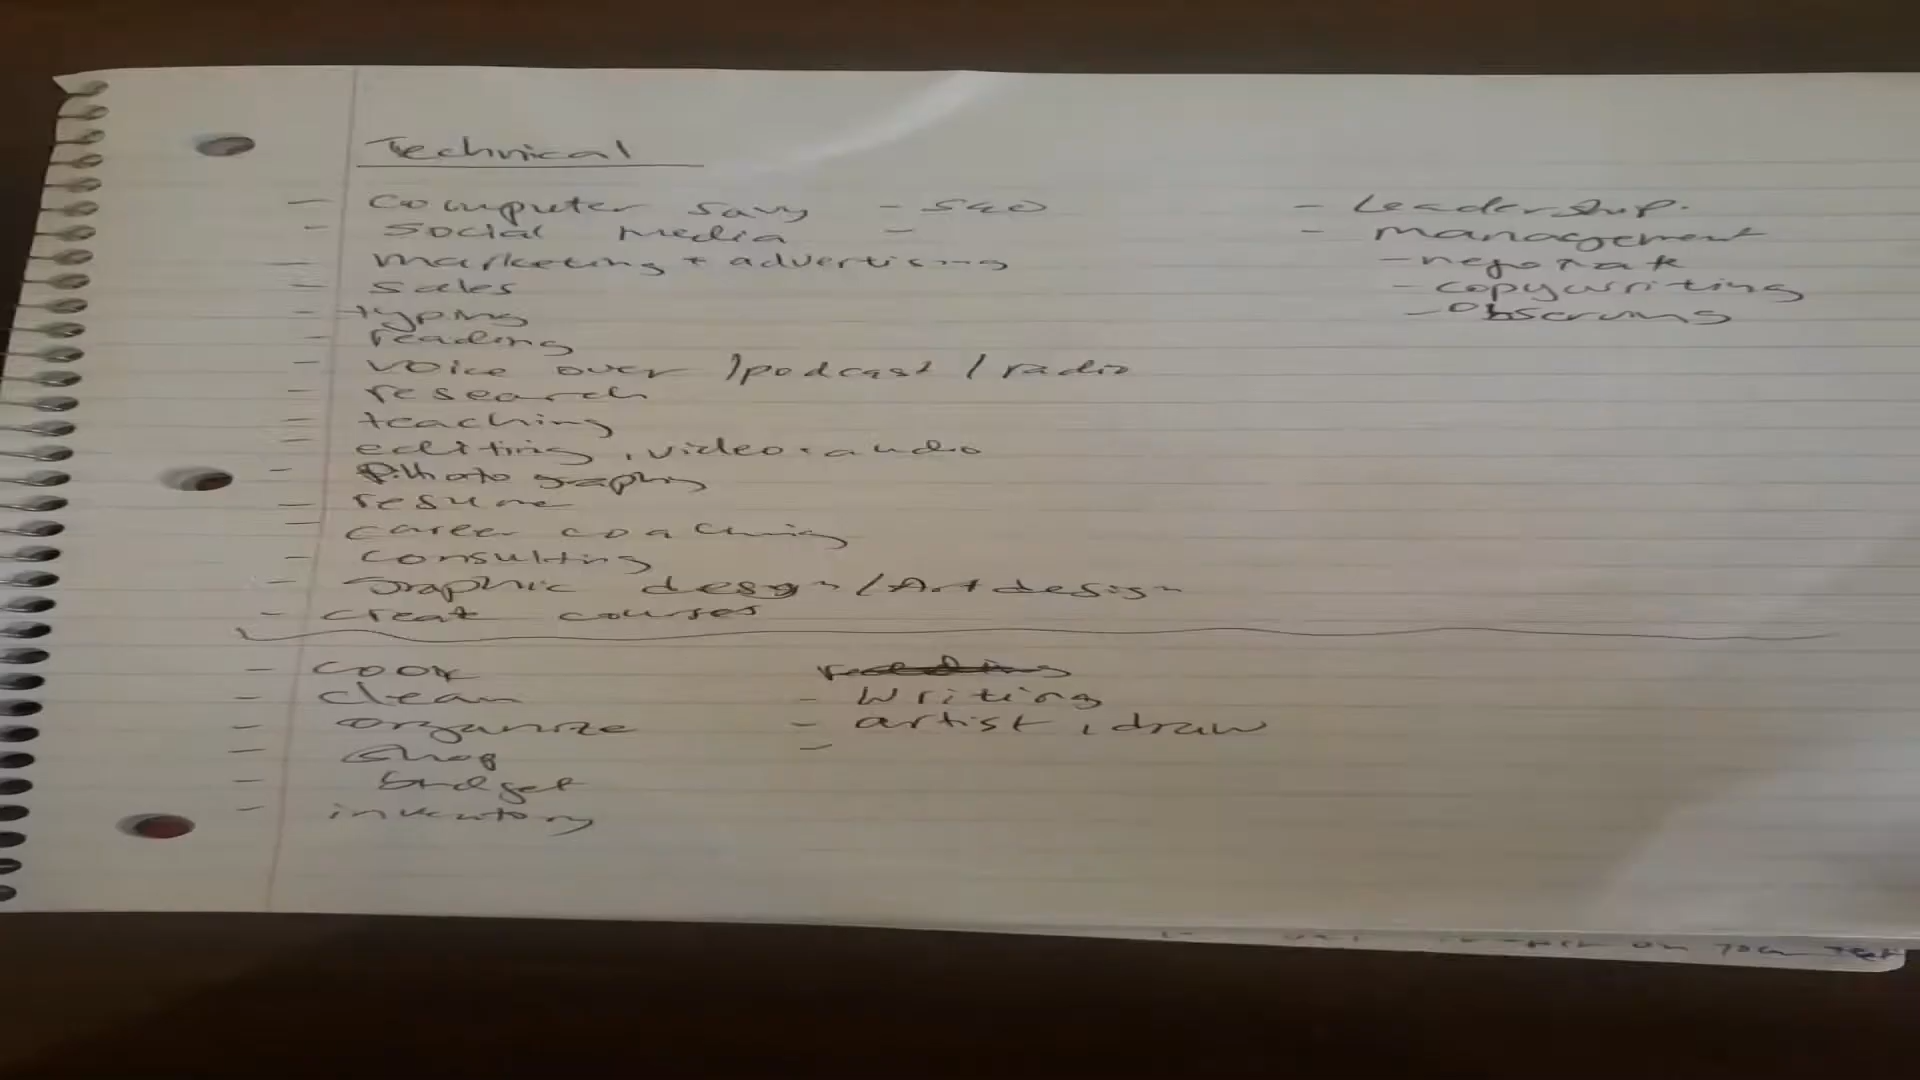 Technical
- computer savy - SEO
- social media -
- marketing + advertising
- sales
- typing
- reading
- voice over / podcast / radio
- research
- teaching
- editing, video, audio
- Photography
- resume
- career coaching
- consulting
- Graphic design / Art design
- creat courses
- Leadership.
- management
- negotiate
- copywriting
- observing
- cook
- clean
- organize
- shop
- budget
- inventory
- writing
- artist, draw
-